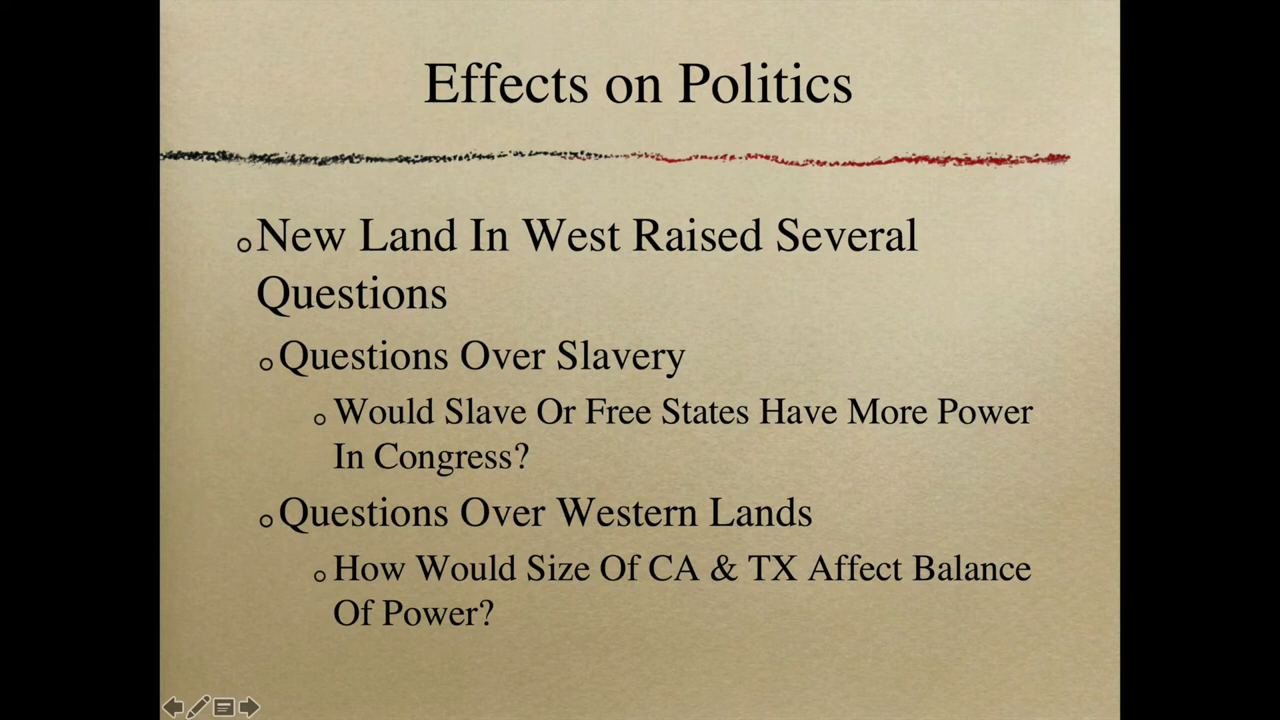 Effects on Politics
New Land In West Raised Several
Questions
Questions Over Slavery
Would Slave Or Free States Have More Power
In Congress?
Questions Over Western Lands
How Would Size Of CA & TX Affect Balance
Of Power?